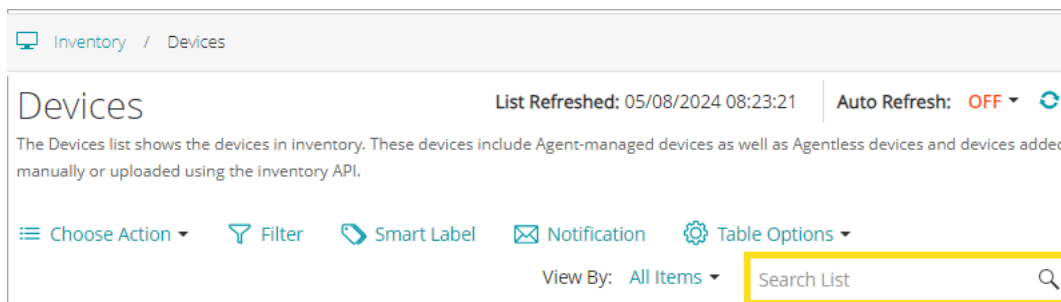 Inventory / Devices
Devices
List Refreshed: 05/08/2024 08:23:21 Auto Refresh: OFF
The Devices list shows the devices in inventory. These devices include Agent-managed devices as well as Agentless devices and devices added
manually or uploaded using the inventory API.
Choose Action Filter Smart Label Notification Table Options
View By: All Items Search List